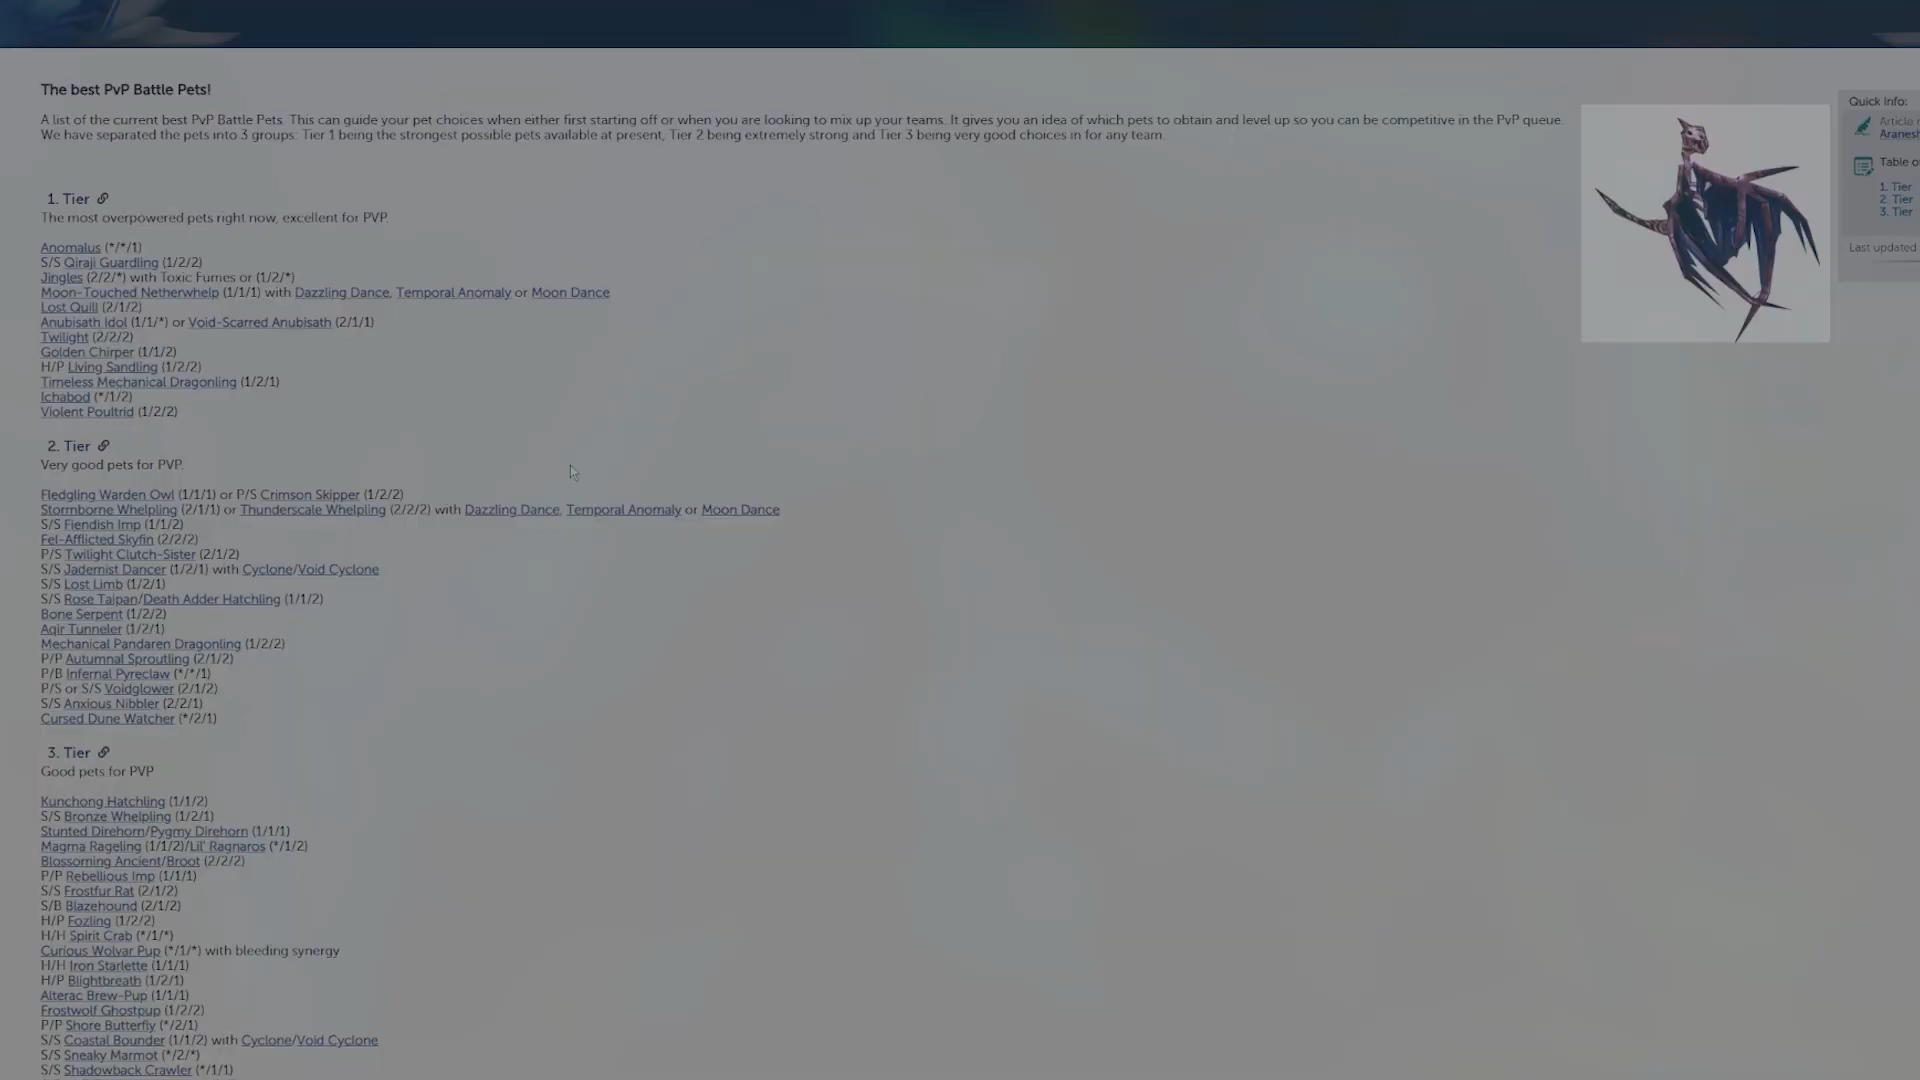 The best PvP Battle Pets!
A list of the current best PvP Battle Pets. This can guide your pet choices when either first starting off or when you are looking to mix up your teams. It gives you an idea of which pets to obtain and level up so you can be competitive in the PvP queue.
We have separated the pets into 3 groups: Tier 1 being the strongest possible pets available at present, Tier 2 being extremely strong and Tier 3 being very good choices in for any team.
1. Tier
The most overpowered pets right now, excellent for PVP.
Anomalus (*/*/1)
S/S Qiraji Guardling (1/2/2)
Jingles (2/2/*) with Toxic Fumes or (1/2/*)
Moon-Touched Netherwhelp (1/1/1) with Dazzling Dance, Temporal Anomaly or Moon Dance
Lost Quill (2/1/2)
Anubisath Idol (1/1/*) or Void-Scarred Anubisath (2/1/1)
Twilight (2/2/2)
Golden Chirper (1/1/2)
H/P Living Sandling (1/2/2)
Timeless Mechanical Dragonling (1/2/1)
Ichabod (*/1/2)
Violent Poultrid (1/2/2)
2. Tier
Very good pets for PVP.
Fledgling Warden Owl (1/1/1) or P/S Crimson Skipper (1/2/2)
Stormborne Whelpling (2/1/1) or Thunderscale Whelpling (2/2/2) with Dazzling Dance, Temporal Anomaly or Moon Dance
S/S Fiendish Imp (1/1/2)
Fel-Afflicted Skyfin (2/2/2)
P/S Twilight Clutch-Sister (2/1/2)
S/S Jademist Dancer (1/2/1) with Cyclone/Void Cyclone
S/S Lost Limb (1/2/1)
S/S Rose Taipan/Death Adder Hatchling (1/1/2)
Bone Serpent (1/2/2)
Aqir Tunneler (1/2/1)
Mechanical Pandaren Dragonling (1/2/2)
P/P Autumnal Sproutling (2/1/2)
P/B Infernal Pyreclaw (*/*/1)
P/S or S/S Voidglower (2/1/2)
S/S Anxious Nibbler (2/2/1)
Cursed Dune Watcher (*/2/1)
3. Tier
Good pets for PVP
Kunchong Hatchling (1/1/2)
S/S Bronze Whelpling (1/2/1)
Stunted Direhorn/Pygmy Direhorn (1/1/1)
Magma Rageling (1/1/2)/Lil' Ragnaros (*/1/2)
Blossoming Ancient/Broot (2/2/2)
P/P Rebellious Imp (1/1/1)
S/S Frostfur Rat (2/1/2)
S/B Blazehound (2/1/2)
H/P Fozling (1/2/2)
H/H Spirit Crab (*/1/*)
Curious Wolvar Pup (*/1/*) with bleeding synergy
H/H Iron Starlette (1/1/1)
H/P Blightbreath (1/2/1)
Alterac Brew-Pup (1/1/1)
Frostwolf Ghostpup (1/2/2)
P/P Shore Butterfly (*/2/1)
S/S Coastal Bounder (1/1/2) with Cyclone/Void Cyclone
S/S Sneaky Marmot (*/2/*)
S/S Shadowback Crawler (*/1/1)
Quick Info:
Article
Aranesh
Table o
1. Tier
2. Tier
3. Tier
Last updated